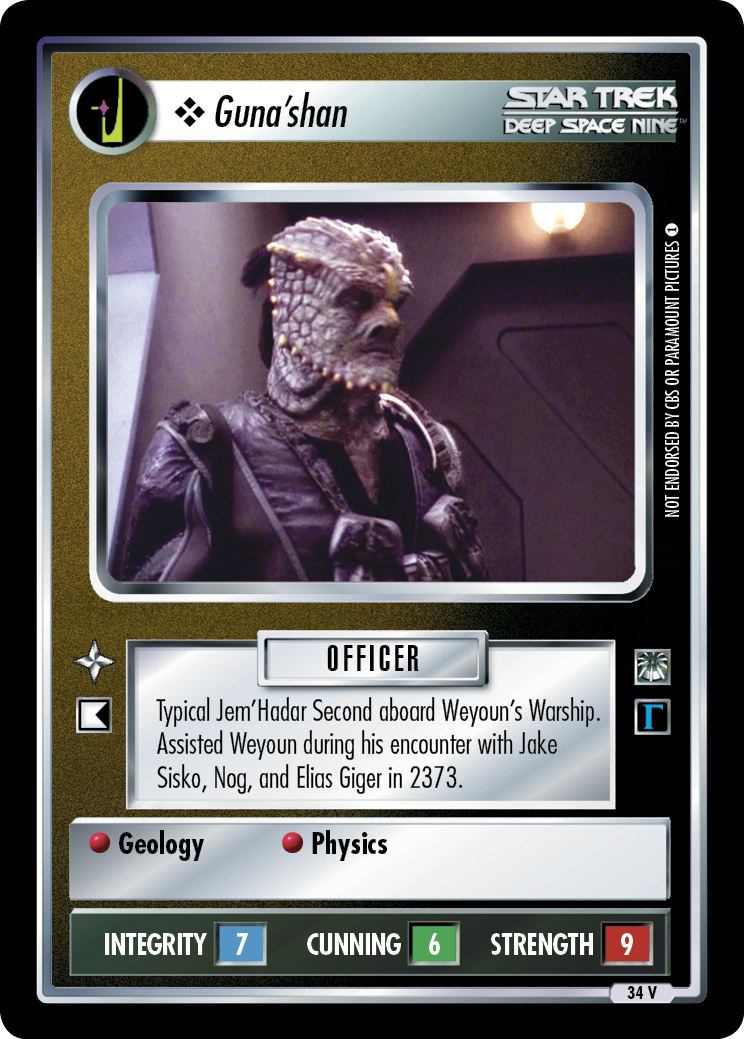 ❖ Guna'shan
STAR TREK
DEEP SPACE NINE™
NOT ENDORSED BY CBS OR PARAMOUNT PICTURES 1
OFFICER
Typical Jem'Hadar Second aboard Weyoun's Warship.
Assisted Weyoun during his encounter with Jake
Sisko, Nog, and Elias Giger in 2373.
Γ
Geology Physics
INTEGRITY 7 CUNNING 6 STRENGTH 9
34 V